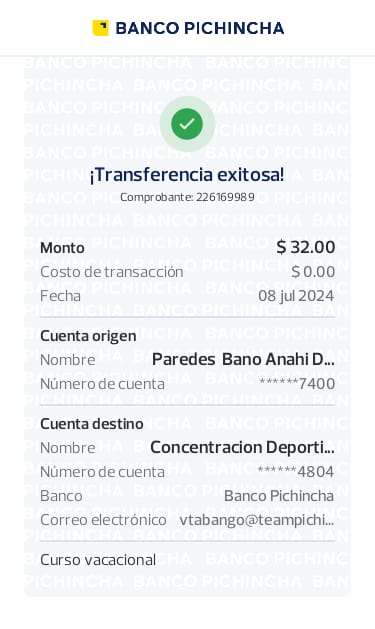 BANCO PICHINCHA
¡Transferencia exitosa!
Comprobante: 226169989
Monto $ 32.00
Costo de transacción $ 0.00
Fecha 08 jul 2024
Cuenta origen
Nombre Paredes Bano Anahi D...
Número de cuenta ******7400
Cuenta destino
Nombre Concentracion Deporti...
Número de cuenta ******4804
Banco Banco Pichincha
Correo electrónico vtabango@teampichi...
Curso vacacional